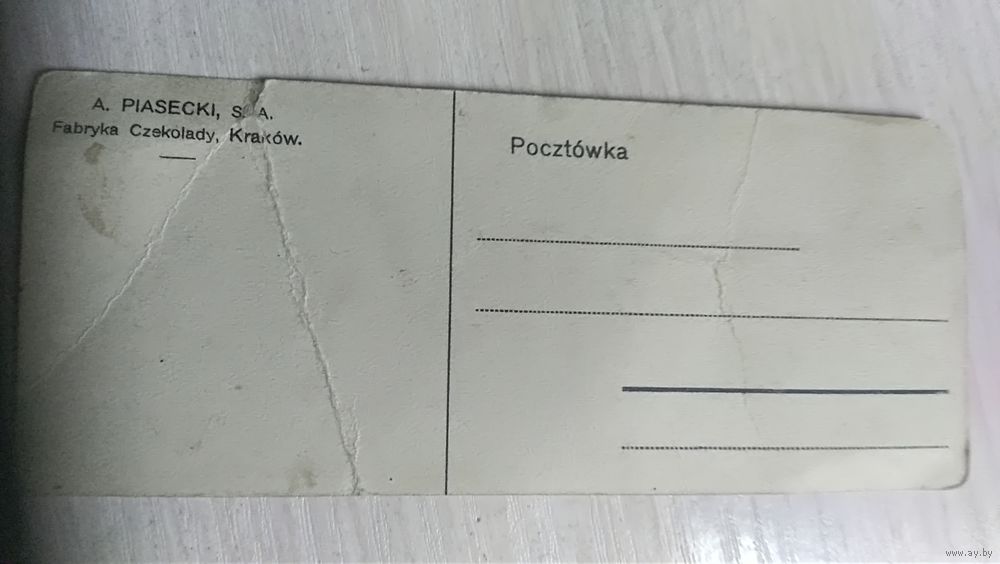 A. PIASECKI, S. A.
Fabryka Czekolady, Kraków.
Pocztówka
www.ay.by